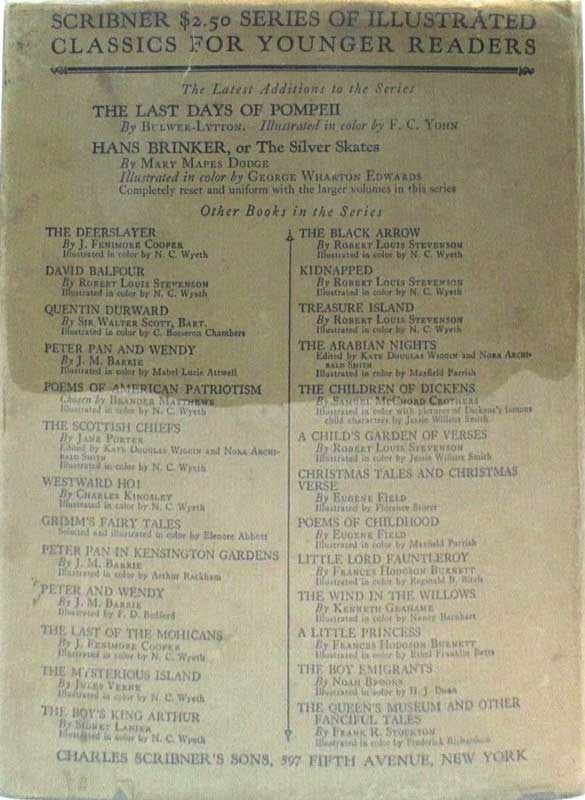 SCRIBNER $2.50 SERIES OF ILLUSTRATED
CLASSICS FOR YOUNGER READERS
The Latest Additions to the Series
THE LAST DAYS OF POMPEII
By BULWER-LYTTON. Illustrated in color by F. C. YOHN
HANS BRINKER, or The Silver Skates
By MARY MAPES DODGE
Illustrated in color by GEORGE WHARTON EDWARDS
Completely reset and uniform with the larger volumes in this series
Other Books in the Series
THE DEERSLAYER
By J. FENIMORE COOPER
Illustrated in color by N. C. Wyeth
DAVID BALFOUR
By ROBERT LOUIS STEVENSON
Illustrated in color by N. C. Wyeth
QUENTIN DURWARD
By SIR WALTER SCOTT, BART.
Illustrated in color by C. Bosseron Chambers
PETER PAN AND WENDY
By J. M. BARRIE
Illustrated in color by Mabel Lucie Attwell
POEMS OF AMERICAN PATRIOTISM
Chosen by BRANDER MATTHEWS
Illustrated in color by N. C. Wyeth
THE SCOTTISH CHIEFS
By JANE PORTER
Edited by KATE DOUGLAS WIGGIN and NORA ARCHI-
BALD SMITH
Illustrated in color by N. C. Wyeth
WESTWARD HO!
By CHARLES KINGSLEY
Illustrated in color by N. C. Wyeth
GRIMM'S FAIRY TALES
Selected and illustrated in color by Elenore Abbott
PETER PAN IN KENSINGTON GARDENS
By J. M. BARRIE
Illustrated in color by Arthur Rackham
PETER AND WENDY
By J. M. BARRIE
Illustrated by F. D. Bedford
THE LAST OF THE MOHICANS
By J. FENIMORE COOPER
Illustrated in color by N. C. Wyeth
THE MYSTERIOUS ISLAND
By JULES VERNE
Illustrated in color by N. C. Wyeth
THE BOY'S KING ARTHUR
By SIDNEY LANIER
Illustrated in color by N. C. Wyeth
THE BLACK ARROW
By ROBERT LOUIS STEVENSON
Illustrated in color by N. C. Wyeth
KIDNAPPED
By ROBERT LOUIS STEVENSON
Illustrated in color by N. C. Wyeth
TREASURE ISLAND
By ROBERT LOUIS STEVENSON
Illustrated in color by N. C. Wyeth
THE ARABIAN NIGHTS
Edited by KATE DOUGLAS WIGGIN and NORA ARCHI-
BALD SMITH
Illustrated in color by Maxfield Parrish
THE CHILDREN OF DICKENS
By SAMUEL MCCHORD CROTHERS
Illustrated in color with pictures of Dickens's famous
child characters by Jessie Willcox Smith
A CHILD'S GARDEN OF VERSES
By ROBERT LOUIS STEVENSON
Illustrated in color by Jessie Willcox Smith
CHRISTMAS TALES AND CHRISTMAS
VERSE
By EUGENE FIELD
Illustrated by Florence Storer
POEMS OF CHILDHOOD
By EUGENE FIELD
Illustrated in color by Maxfield Parrish
LITTLE LORD FAUNTLEROY
By FRANCES HODGSON BURNETT
Illustrated in color by Reginald B. Birch
THE WIND IN THE WILLOWS
By KENNETH GRAHAME
Illustrated in color by Nancy Barnhart
A LITTLE PRINCESS
By FRANCES HODGSON BURNETT
Illustrated in color by Ethel Franklin Betts
THE BOY EMIGRANTS
By NOAH BROOKS
Illustrated in color by H. J. Dunn
THE QUEEN'S MUSEUM AND OTHER
FANCIFUL TALES
By FRANK R. STOCKTON
Illustrated in color by Frederick Richardson
CHARLES SCRIBNER'S SONS, 597 FIFTH AVENUE, NEW YORK